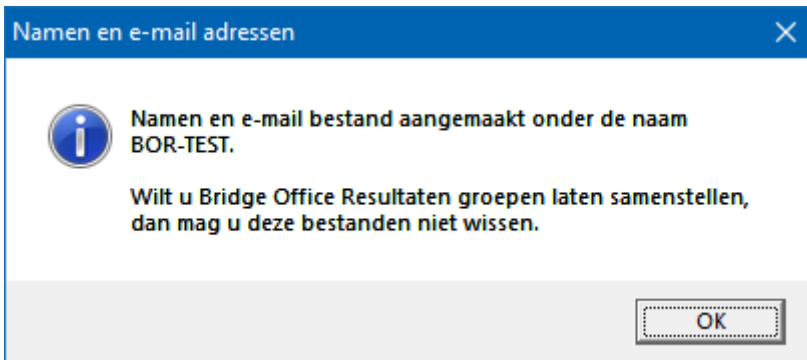 Namen en e-mail adressen
Namen en e-mail bestand aangemaakt onder de naam
BOR-TEST.
Wilt u Bridge Office Resultaten groepen laten samenstellen,
dan mag u deze bestanden niet wissen.
OK